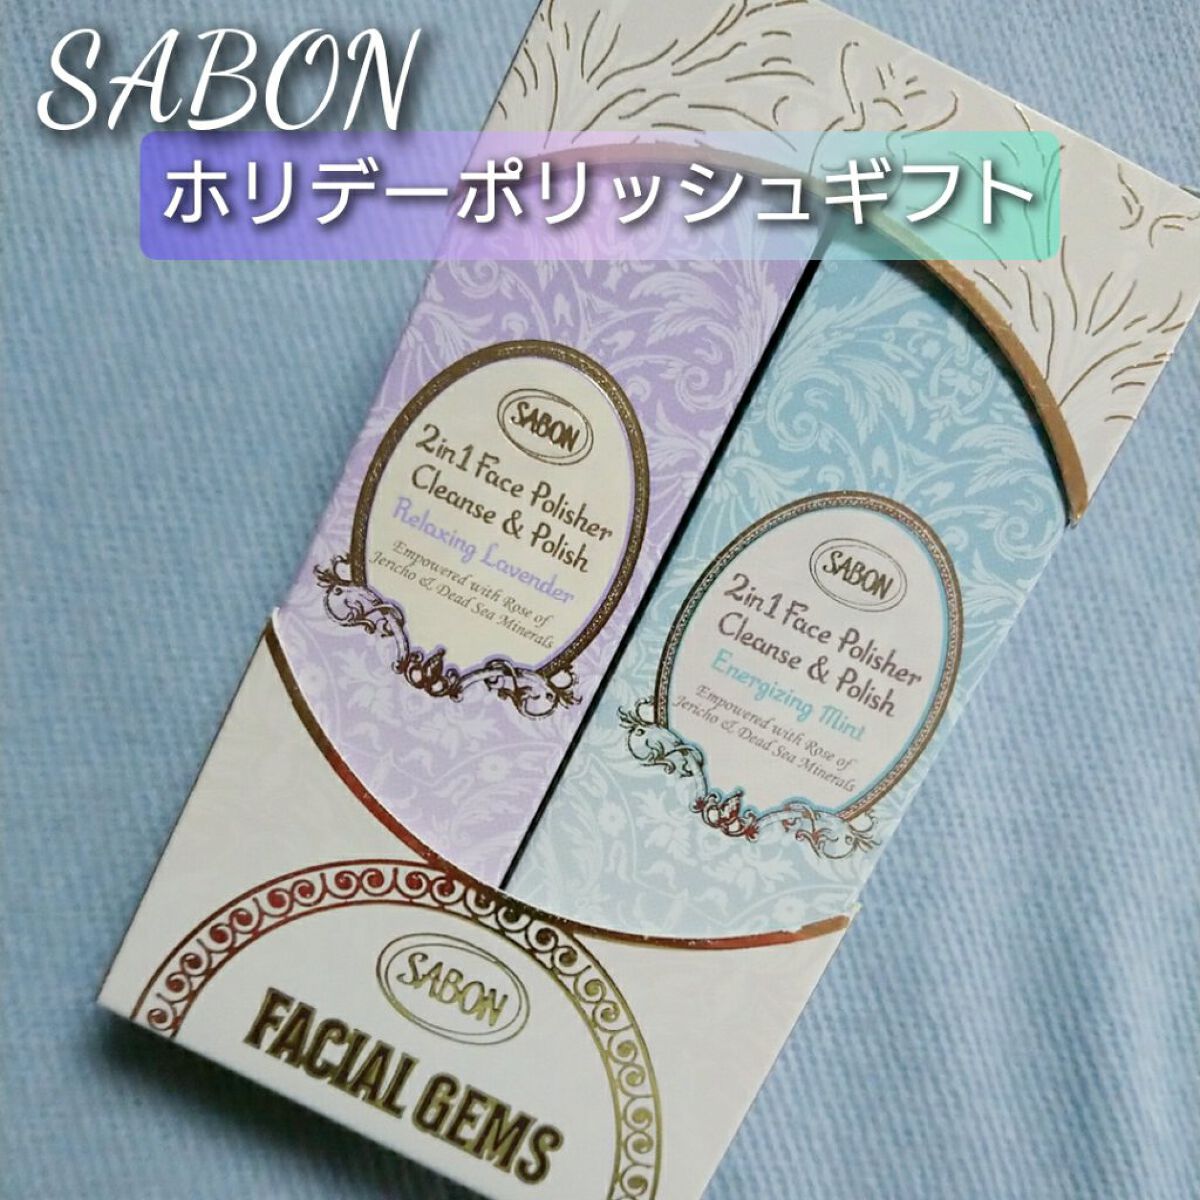 SABON
ホリデーポリッシュギフト
SABON
2in1 Face Polisher
Cleanse & Polish
Relaxing Lavender
Empowered with Rose of
Jericho & Dead Sea Minerals
SABON
2in1 Face Polisher
Cleanse & Polish
Energizing Mint
Empowered with Rose of
Jericho & Dead Sea Minerals
SABON
FACIAL GEMS